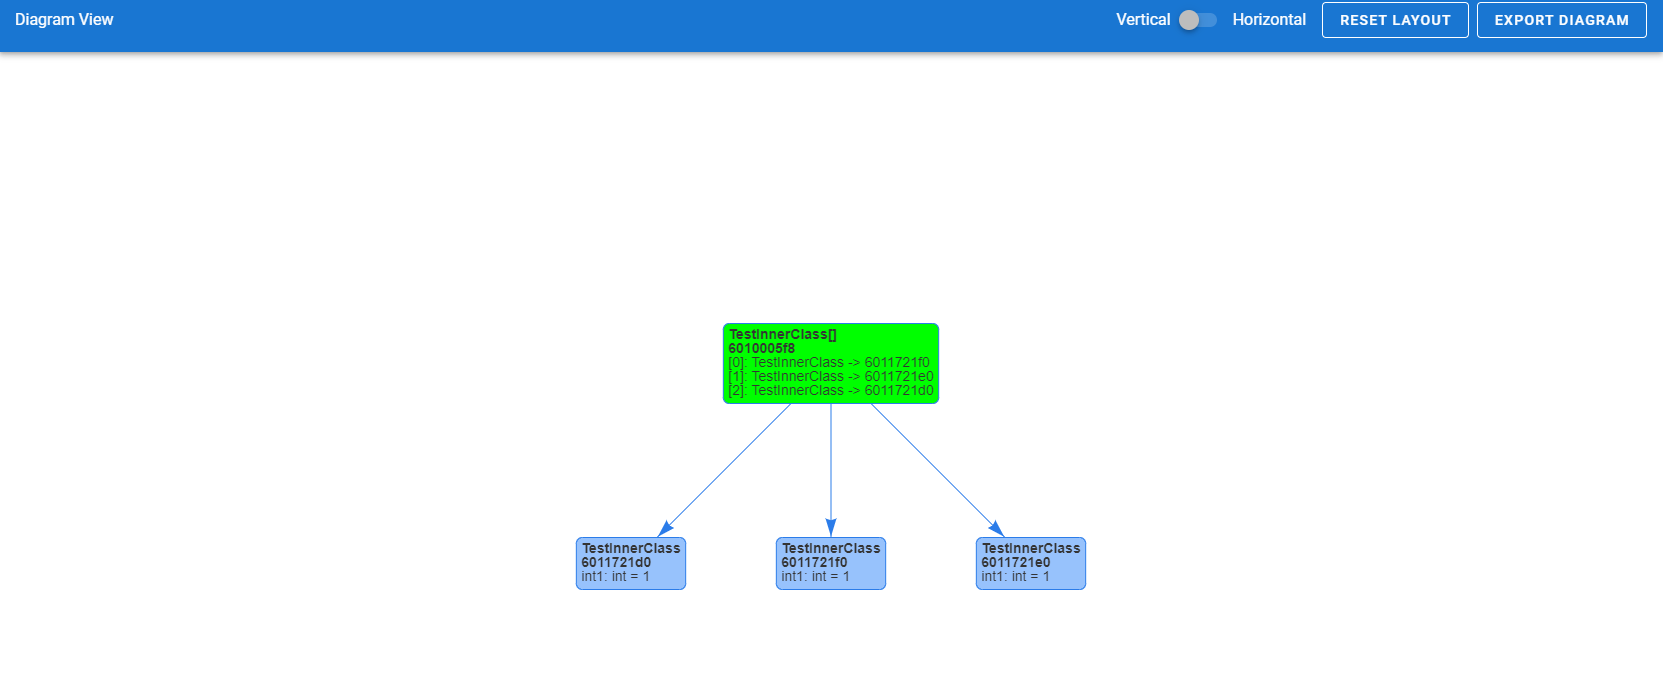 Diagram View
Vertical
Horizontal
RESET LAYOUT
EXPORT DIAGRAM
TestInnerClass[]
6010005f8
[0]: TestInnerClass -> 6011721f0
[1]: TestInnerClass -> 6011721e0
[2]: TestInnerClass -> 6011721d0
TestInnerClass
6011721d0
int1: int = 1
TestInnerClass
6011721f0
int1: int = 1
TestInnerClass
6011721e0
int1: int = 1